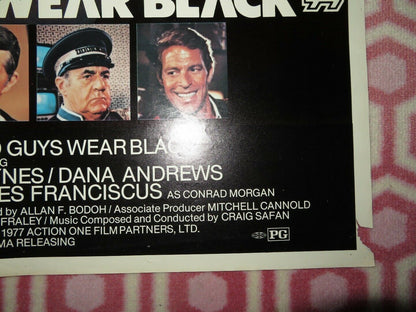 WEAR BLACK
GUYS WEAR BLAC
NES / DANA ANDREWS
ES FRANCISCUS AS CONRAD MORGAN
d by ALLAN F. BODOH / Associate Producer MITCHELL CANNOLD
FRALEY / Music Composed and Conducted by CRAIG SAFAN
1977 ACTION ONE FILM PARTNERS, LTD.
MA RELEASING
PG